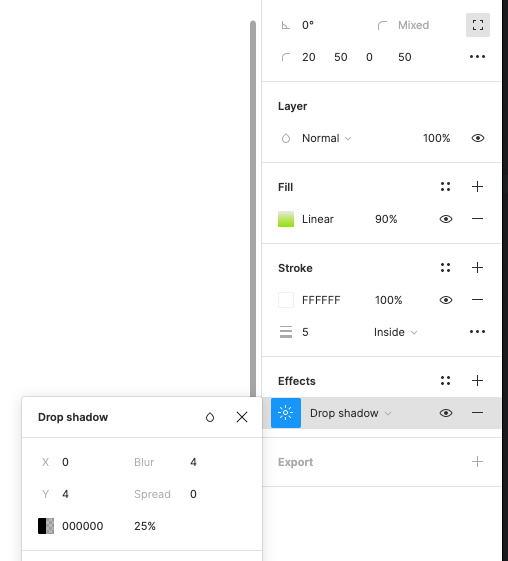 0° Mixed
20 50 0 50
Layer
Normal 100%
Fill
Linear 90%
Stroke
FFFFFF 100%
5 Inside
Effects
Drop shadow
Export
Drop shadow
X 0 Blur 4
Y 4 Spread 0
000000 25%